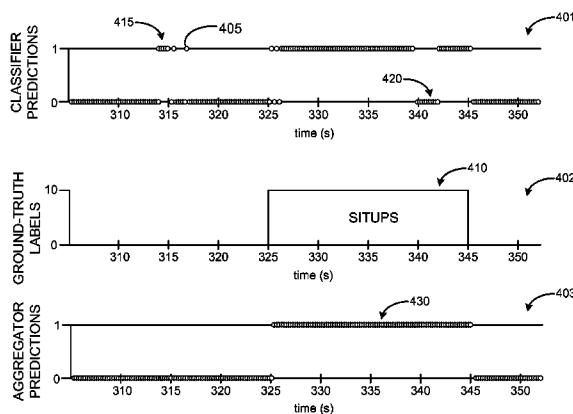 415
405
401
1
CLASSIFIER
PREDICTIONS
420
0
310 315 320 325 330 335 340 345 350
time (s)
410
402
10
GROUND-TRUTH
LABELS
SITUPS
0
310 315 320 325 330 335 340 345 350
time (s)
430
403
1
AGGREGATOR
PREDICTIONS
0
310 315 320 325 330 335 340 345 350
time (s)